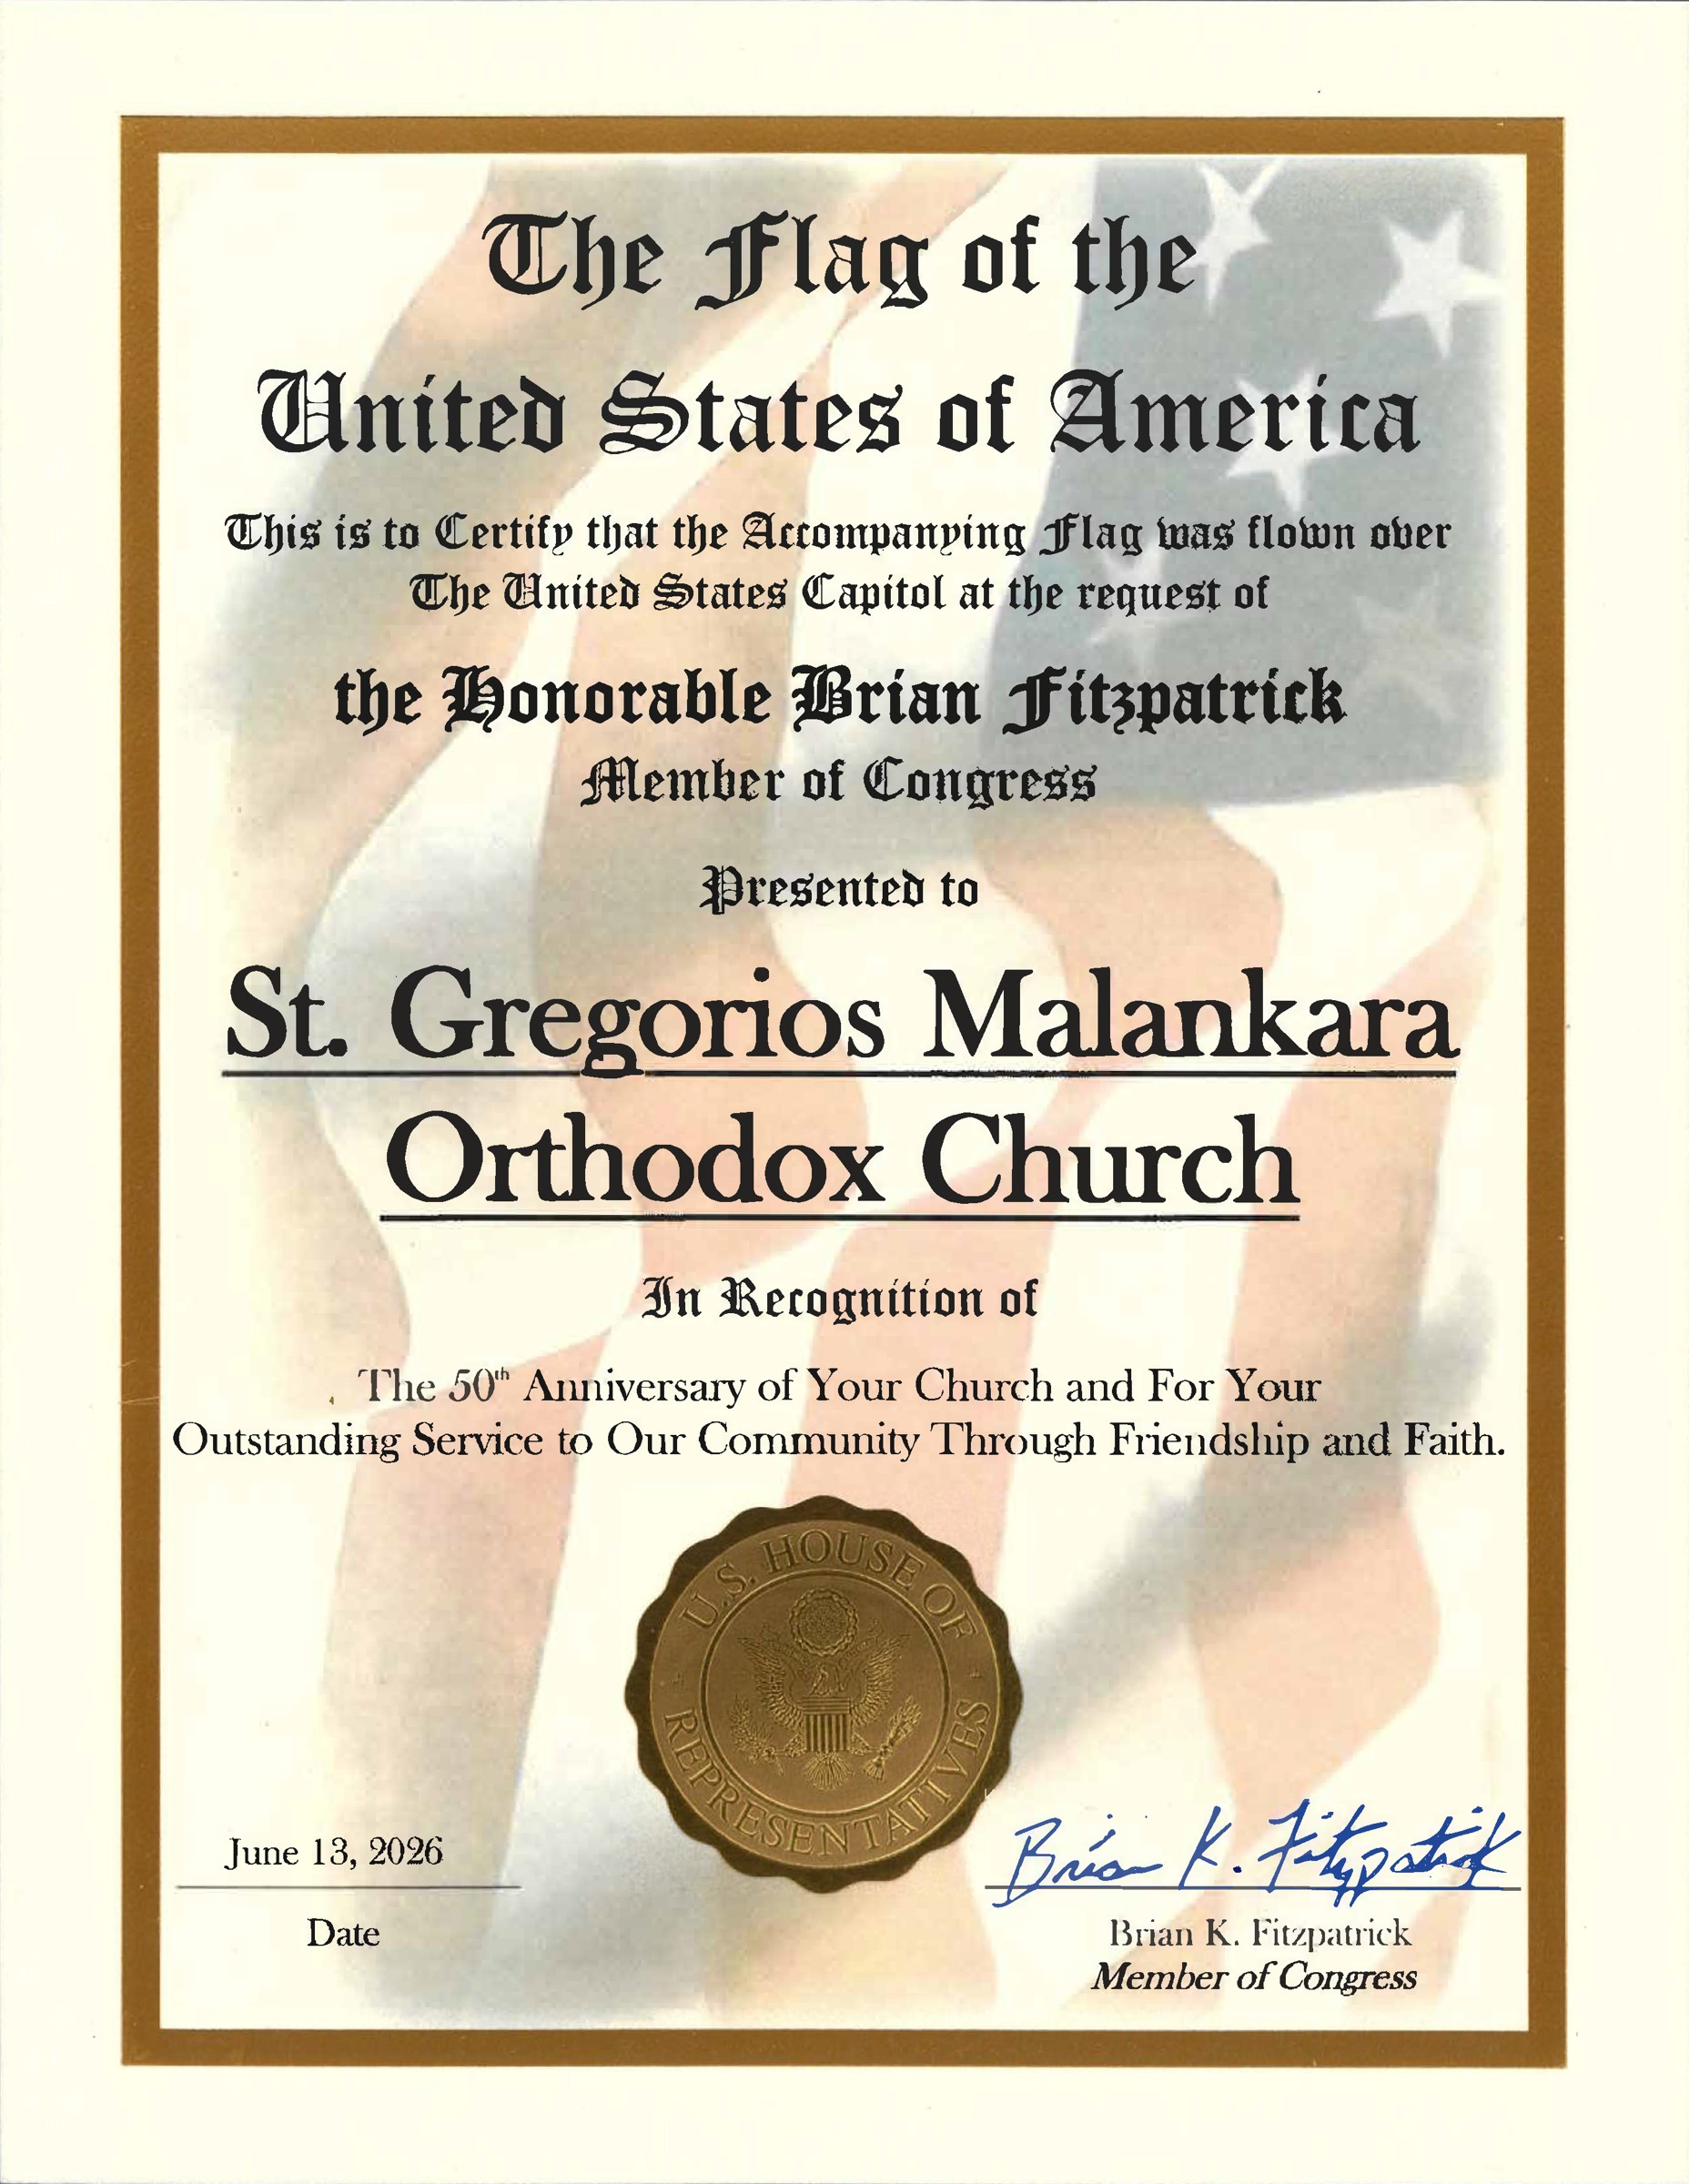 The Flag of the
United States of America
This is to Certify that the Accompanying Flag was flown over
The United States Capitol at the request of
the Honorable Brian Fitzpatrick
Member of Congress
Presented to
St. Gregorios Malankara
Orthodox Church
In Recognition of
The 50th Anniversary of Your Church and For Your
Outstanding Service to Our Community Through Friendship and Faith.
U.S. HOUSE OF
REPRESENTATIVES
June 13, 2026
Date
Brian K. Fitzpatrick
Brian K. Fitzpatrick
Member of Congress